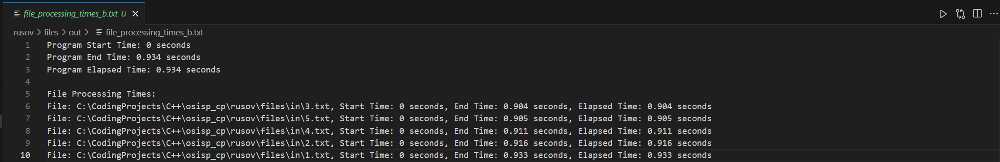 file_processing_times_b.txt U
rusov > files > out > file_processing_times_b.txt
1 Program Start Time: 0 seconds
2 Program End Time: 0.934 seconds
3 Program Elapsed Time: 0.934 seconds
4
5 File Processing Times:
6 File: C:\CodingProjects\C++\osisp_cp\rusov\files\in\3.txt, Start Time: 0 seconds, End Time: 0.904 seconds, Elapsed Time: 0.904 seconds
7 File: C:\CodingProjects\C++\osisp_cp\rusov\files\in\5.txt, Start Time: 0 seconds, End Time: 0.905 seconds, Elapsed Time: 0.905 seconds
8 File: C:\CodingProjects\C++\osisp_cp\rusov\files\in\4.txt, Start Time: 0 seconds, End Time: 0.911 seconds, Elapsed Time: 0.911 seconds
9 File: C:\CodingProjects\C++\osisp_cp\rusov\files\in\2.txt, Start Time: 0 seconds, End Time: 0.916 seconds, Elapsed Time: 0.916 seconds
10 File: C:\CodingProjects\C++\osisp_cp\rusov\files\in\1.txt, Start Time: 0 seconds, End Time: 0.933 seconds, Elapsed Time: 0.933 seconds